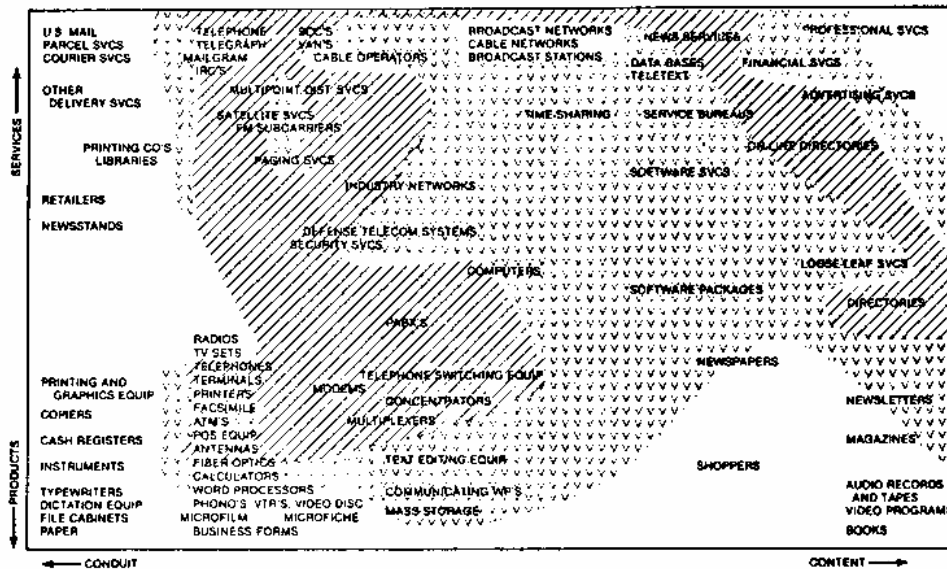 U.S. MAIL
PARCEL SVCS
COURIER SVCS
TELEPHONE
TELEGRAPH
MAILGRAM
IRC'S
SCC'S
VAN'S
CABLE OPERATORS
BROADCAST NETWORKS
CABLE NETWORKS
BROADCAST STATIONS
NEWS SERVICES
PROFESSIONAL SVCS
DATA BASES
TELETEXT
FINANCIAL SVCS
OTHER
DELIVERY SVCS
MULTIPOINT DIST SVCS
ADVERTISING SVCS
SATELLITE SVCS
FM SUBCARRIERS
TIME-SHARING
SERVICE BUREAUS
PRINTING CO'S
LIBRARIES
PAGING SVCS
ON-LINE DIRECTORIES
SOFTWARE SVCS
INDUSTRY NETWORKS
RETAILERS
NEWSSTANDS
DEFENSE TELECOM SYSTEMS
SECURITY SVCS
LOOSE-LEAF SVCS
COMPUTERS
SOFTWARE PACKAGES
DIRECTORIES
PABX'S
RADIOS
TV SETS
TELEPHONES
TERMINALS
PRINTERS
FACSIMILE
ATM'S
POS EQUIP
ANTENNAS
FIBER OPTICS
CALCULATORS
WORD PROCESSORS
PHONO'S, VTR'S, VIDEO DISC
MICROFILM MICROFICHE
BUSINESS FORMS
NEWSPAPERS
TELEPHONE SWITCHING EQUIP
MODEMS
CONCENTRATORS
MULTIPLEXERS
PRINTING AND
GRAPHICS EQUIP
COPIERS
CASH REGISTERS
INSTRUMENTS
TYPEWRITERS
DICTATION EQUIP
FILE CABINETS
PAPER
TEXT EDITING EQUIP
COMMUNICATING WP'S
MASS STORAGE
SHOPPERS
NEWSLETTERS
MAGAZINES
AUDIO RECORDS
AND TAPES
VIDEO PROGRAMS
BOOKS
SERVICES
PRODUCTS
CONDUIT
CONTENT